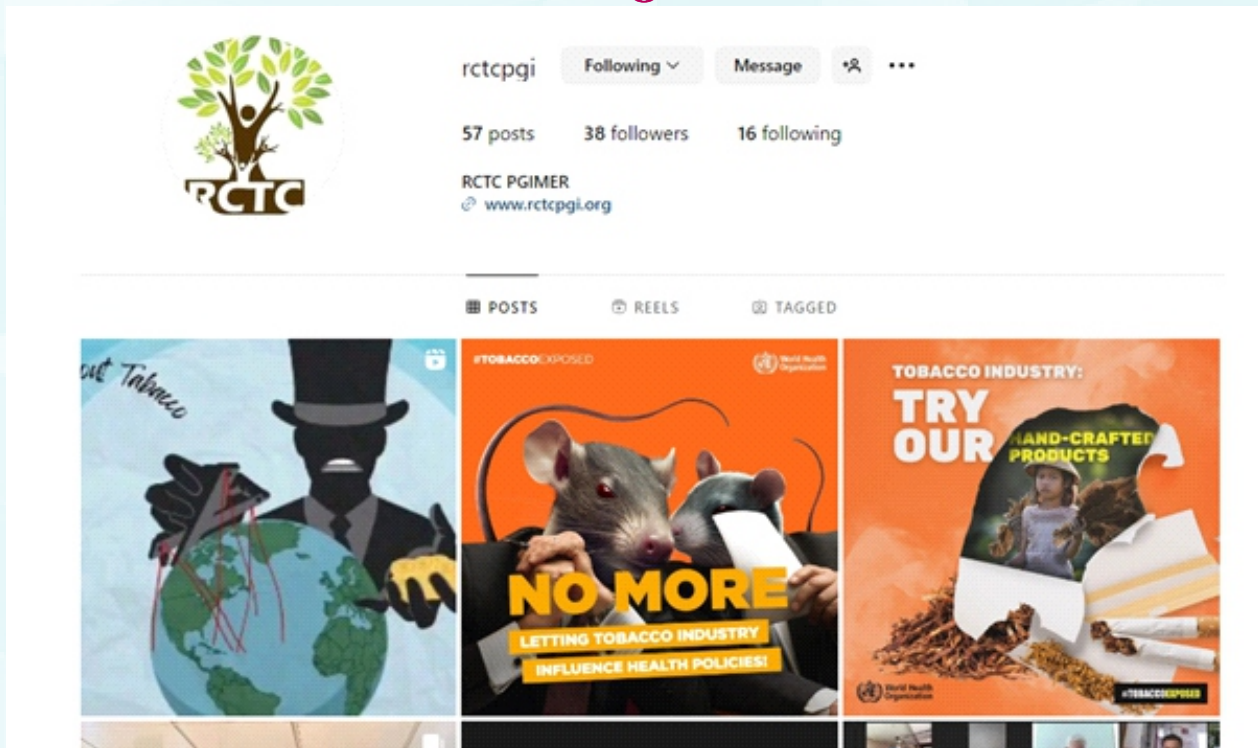 RCTC
rctcpgi Following Message
57 posts 38 followers 16 following
RCTC PGIMER
www.rctcpgi.org
POSTS REELS TAGGED
out Tabacco
#TOBACCOEXPOSED
World Health
Organization
NO MORE
LETTING TOBACCO INDUSTRY
INFLUENCE HEALTH POLICIES!
TOBACCO INDUSTRY:
TRY
OUR
HAND-CRAFTED
PRODUCTS
World Health
Organization
#TOBACCOEXPOSED